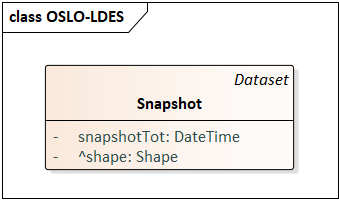 class OSLO-LDES
Dataset
Snapshot
- snapshotTot: DateTime
- ^shape: Shape